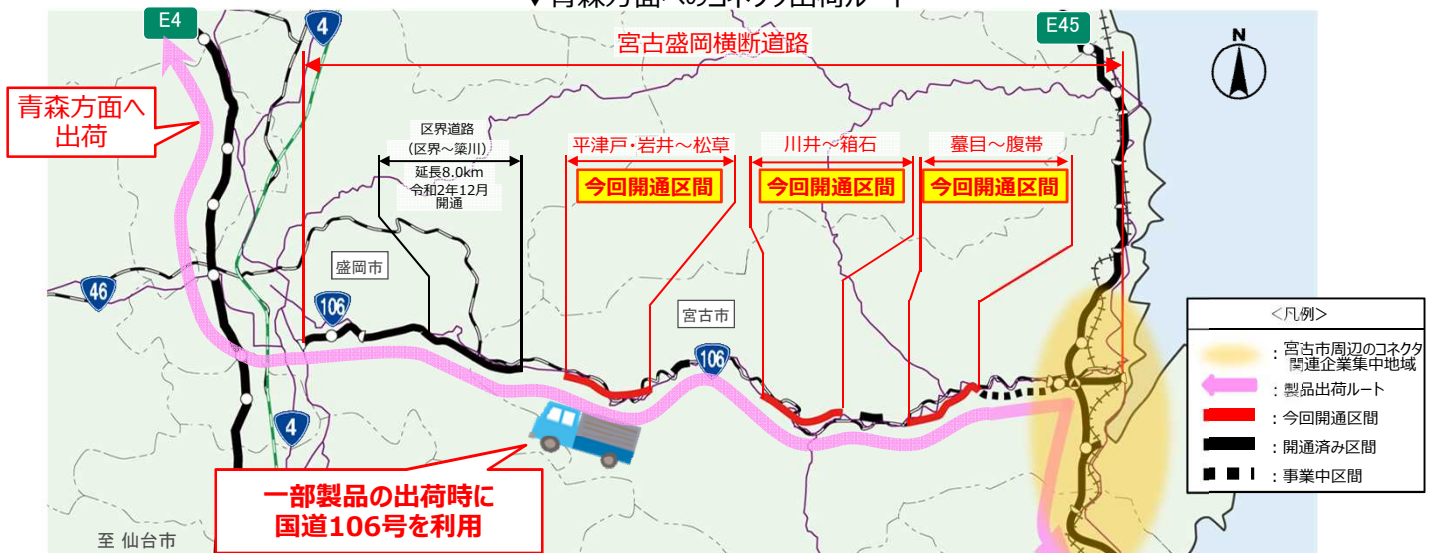 ▼青森方面へのコネクタ出荷ルート
E4
4
E45
宮古盛岡横断道路
N
青森方面へ
出荷
区界道路
(区界～簗川)
延長8.0km
令和2年12月
開通
平津戸・岩井～松草
今回開通区間
川井～箱石
今回開通区間
蟇目～腹帯
今回開通区間
盛岡市
46
106
宮古市
106
4
一部製品の出荷時に
国道106号を利用
至 仙台市
<凡例>
：宮古市周辺のコネクタ
関連企業集中地域
：製品出荷ルート
：今回開通区間
：開通済み区間
：事業中区間